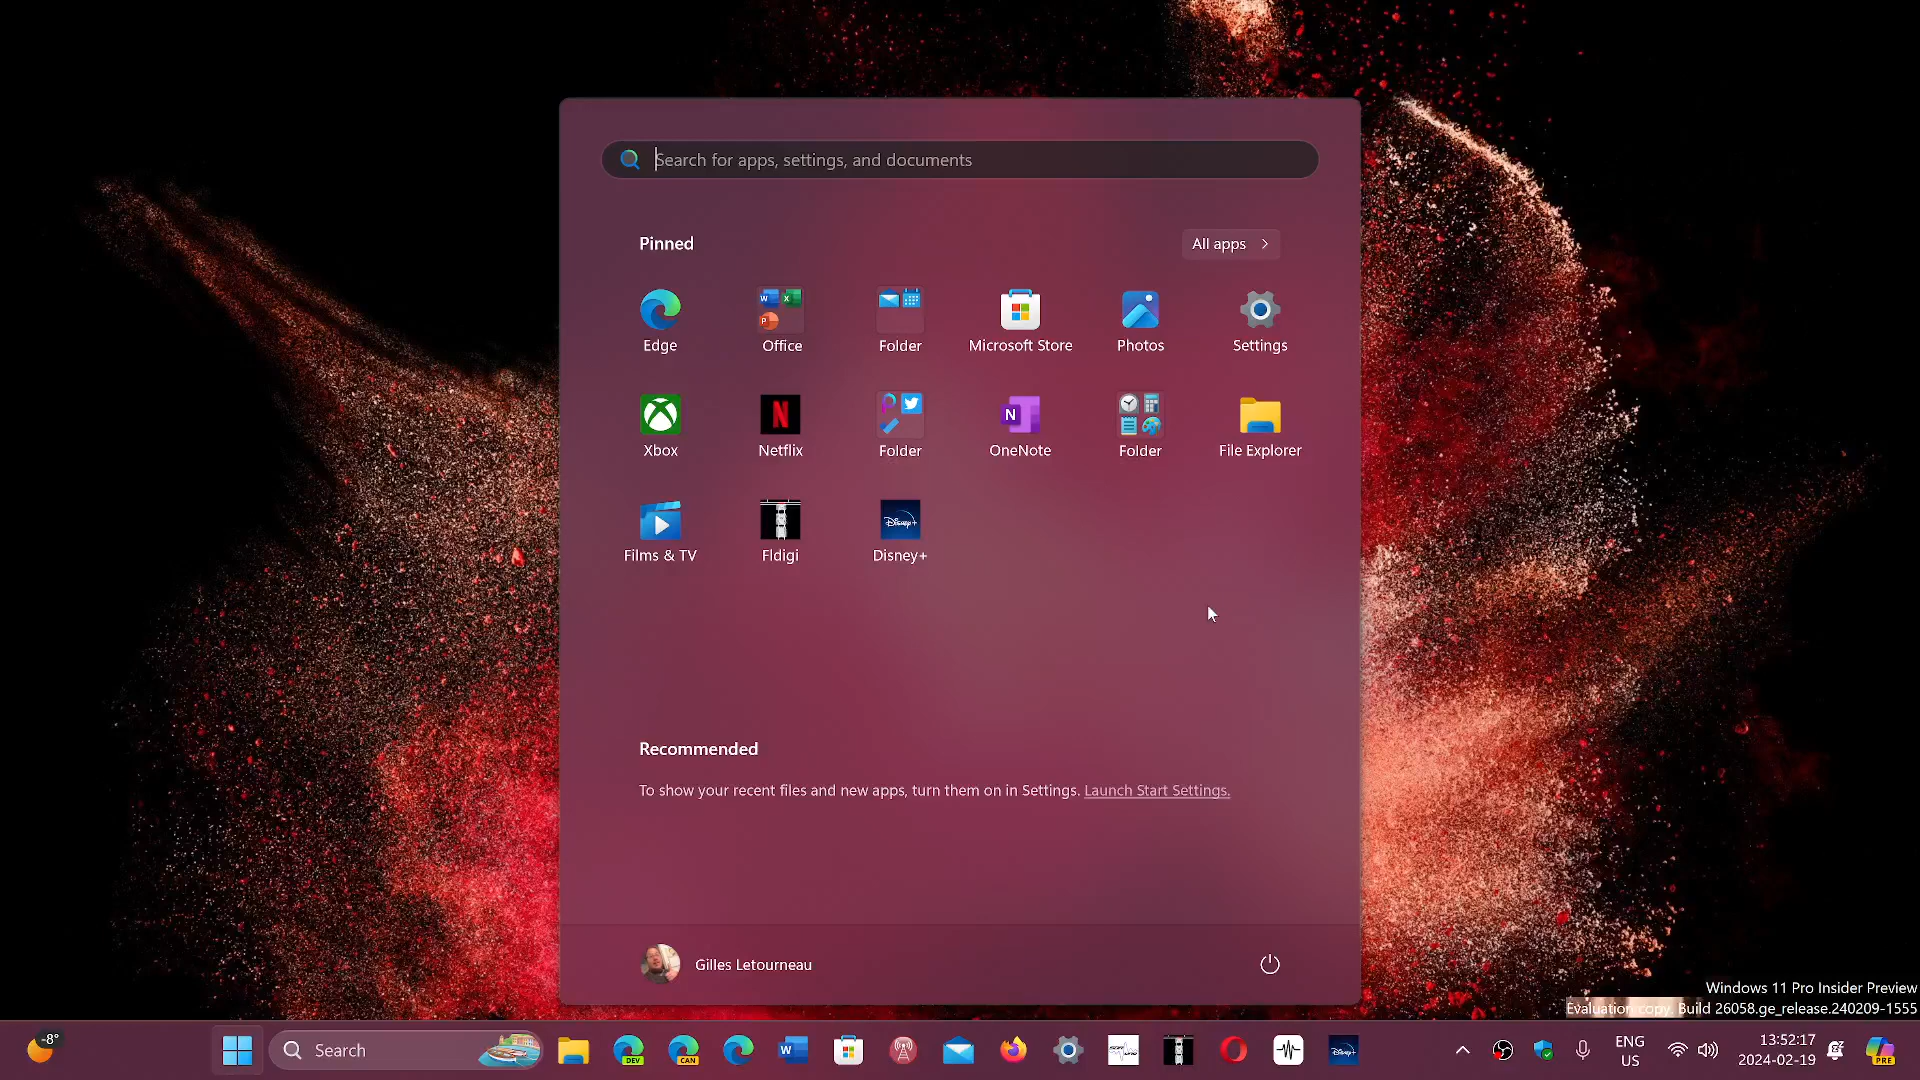 Search for apps, settings, and documents
Pinned
All apps
Edge
Office
Folder
Microsoft Store
Photos
Settings
Xbox
Netflix
Folder
OneNote
Folder
File Explorer
Films & TV
Fldigi
Disney+
Recommended
To show your recent files and new apps, turn them on in Settings. Launch Start Settings.
Gilles Letourneau
Windows 11 Pro Insider Preview
Evaluation copy. Build 26058.ge_release.240209-1555
-8°
Search
DEV
CAN
ENG
US
13:52:17
2024-02-19
PRE